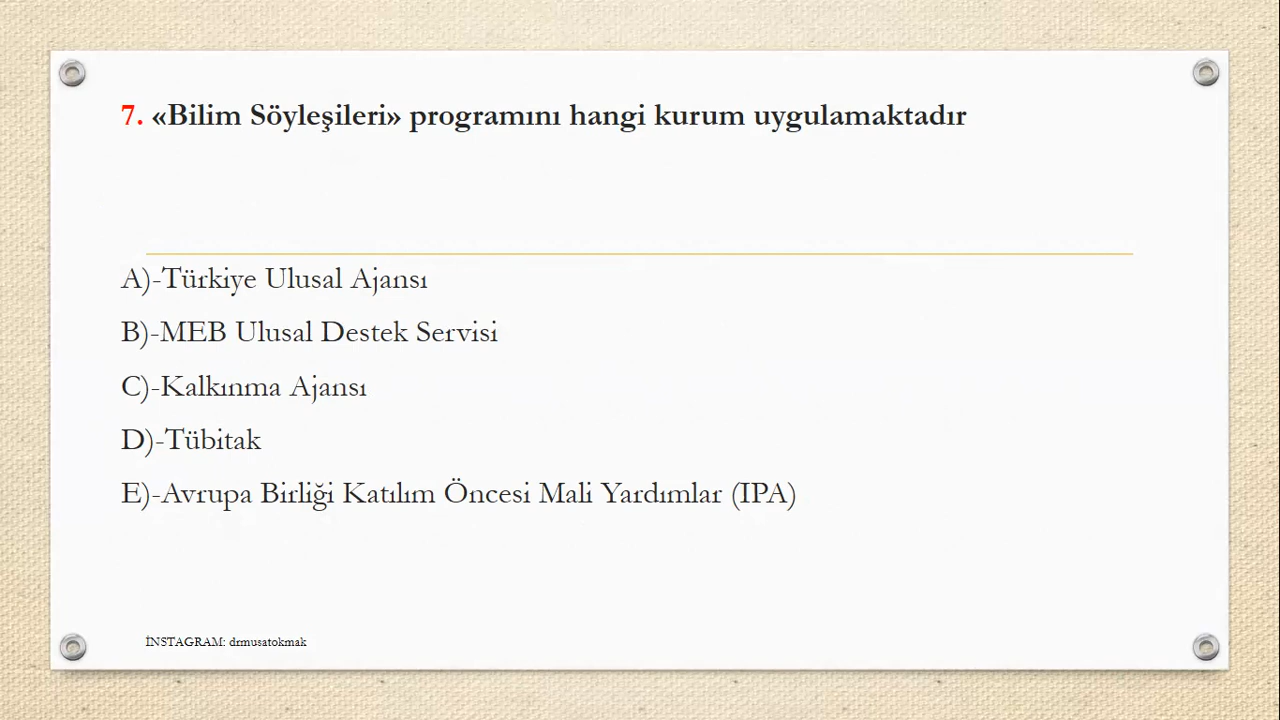 7. «Bilim Söyleşileri» programını hangi kurum uygulamaktadır
A)-Türkiye Ulusal Ajansı
B)-MEB Ulusal Destek Servisi
C)-Kalkınma Ajansı
D)-Tübitak
E)-Avrupa Birliği Katılım Öncesi Mali Yardımlar (IPA)
İNSTAGRAM: drmusatokmak